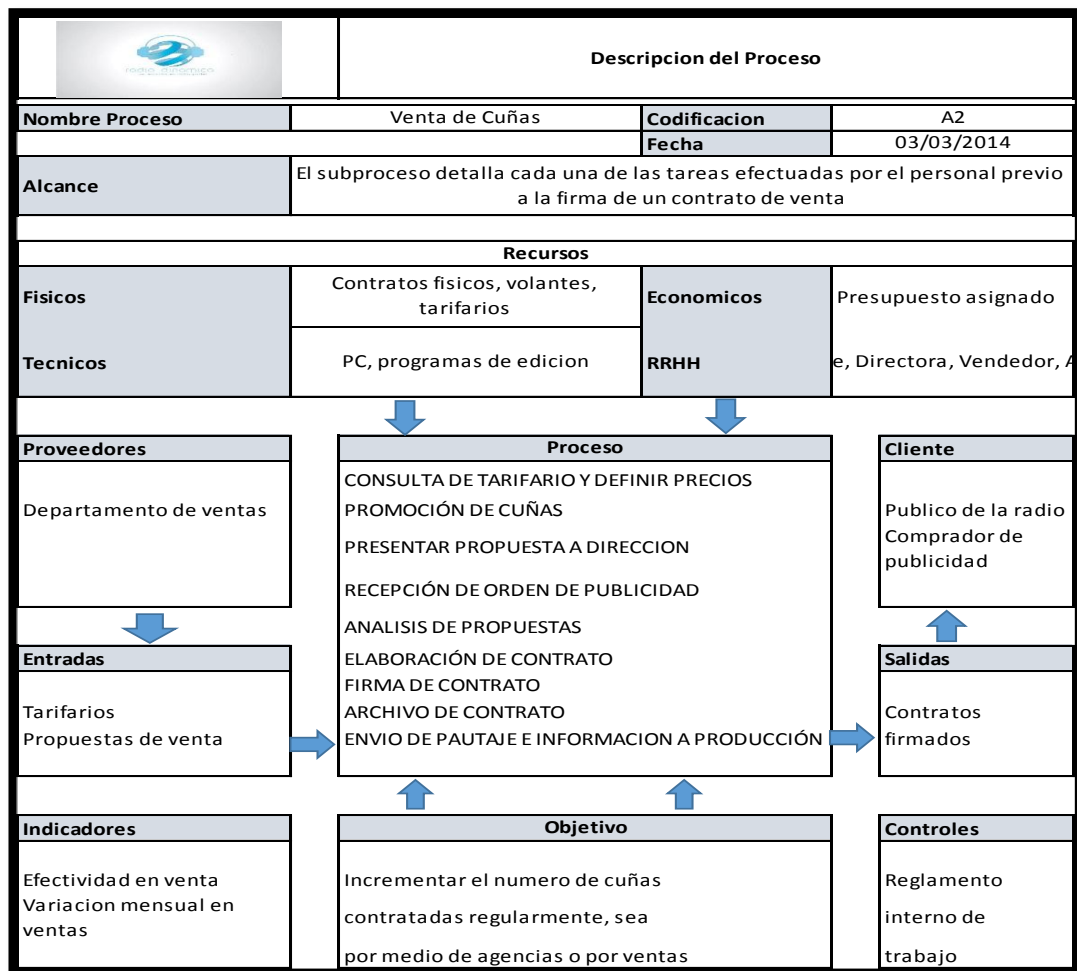 Descripcion del Proceso
Nombre Proceso
Venta de Cuñas
Codificacion
A2
Fecha
03/03/2014
Alcance
El subproceso detalla cada una de las tareas efectuadas por el personal previo
a la firma de un contrato de venta
Recursos
Fisicos
Contratos fisicos, volantes,
tarifarios
Economicos
Presupuesto asignado
Tecnicos
PC, programas de edicion
RRHH
e, Directora, Vendedor, A
Proveedores
Departamento de ventas
Proceso
CONSULTA DE TARIFARIO Y DEFINIR PRECIOS
PROMOCIÓN DE CUÑAS
PRESENTAR PROPUESTA A DIRECCION
RECEPCIÓN DE ORDEN DE PUBLICIDAD
ANALISIS DE PROPUESTAS
ELABORACIÓN DE CONTRATO
FIRMA DE CONTRATO
ARCHIVO DE CONTRATO
ENVIO DE PAUTAJE E INFORMACION A PRODUCCIÓN
Cliente
Publico de la radio
Comprador de
publicidad
Entradas
Tarifarios
Propuestas de venta
Salidas
Contratos
firmados
Indicadores
Efectividad en venta
Variacion mensual en
ventas
Objetivo
Incrementar el numero de cuñas
contratadas regularmente, sea
por medio de agencias o por ventas
Controles
Reglamento
interno de
trabajo